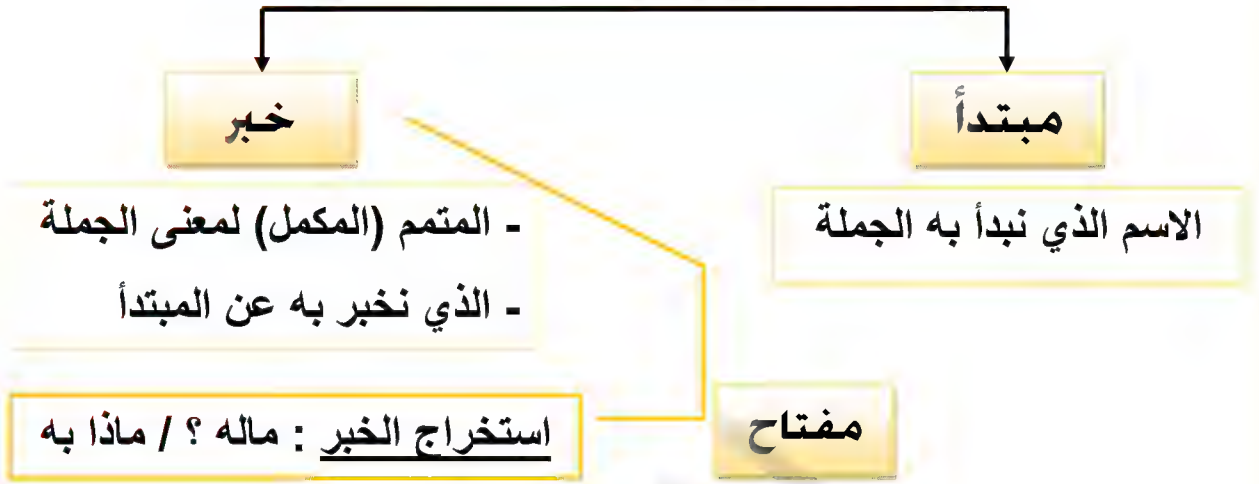 مبتدأ
خبر
الاسم الذي نبدأ به الجملة
- المتمم (المكمل) لمعنى الجملة
- الذي نخبر به عن المبتدأ
مفتاح
استخراج الخبر : ماله ؟ / ماذا به